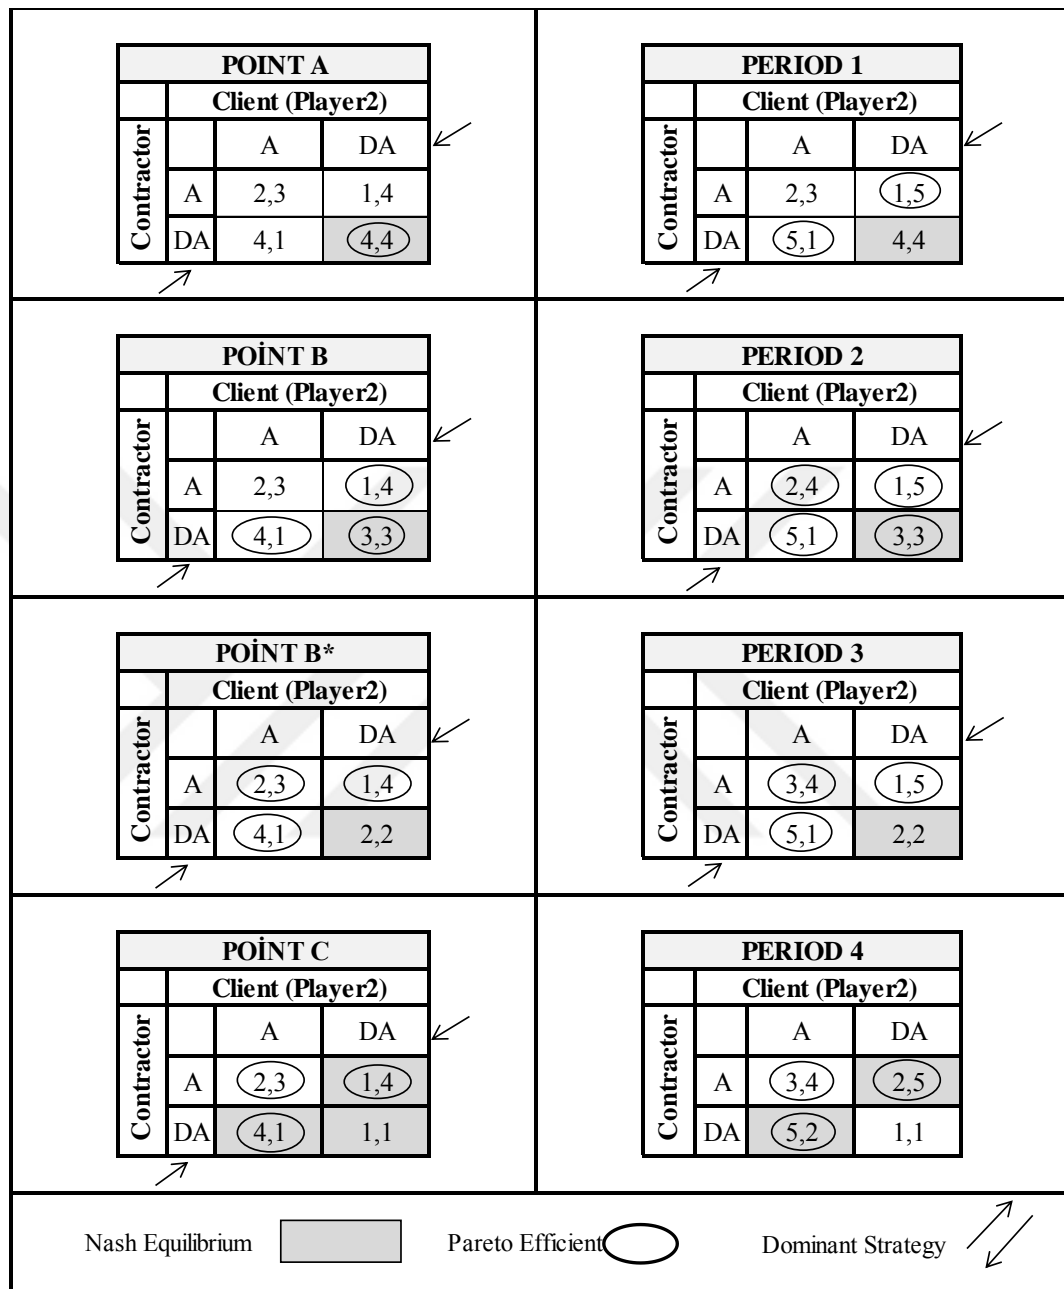 POINT A
Client (Player2)
Contractor
A DA
A 2,3 1,4
DA 4,1 4,4
PERIOD 1
Client (Player2)
Contractor
A DA
A 2,3 1,5
DA 5,1 4,4
POİNT B
Client (Player2)
Contractor
A DA
A 2,3 1,4
DA 4,1 3,3
PERIOD 2
Client (Player2)
Contractor
A DA
A 2,4 1,5
DA 5,1 3,3
POİNT B*
Client (Player2)
Contractor
A DA
A 2,3 1,4
DA 4,1 2,2
PERIOD 3
Client (Player2)
Contractor
A DA
A 3,4 1,5
DA 5,1 2,2
POİNT C
Client (Player2)
Contractor
A DA
A 2,3 1,4
DA 4,1 1,1
PERIOD 4
Client (Player2)
Contractor
A DA
A 3,4 2,5
DA 5,2 1,1
Nash Equilibrium Pareto Efficient Dominant Strategy